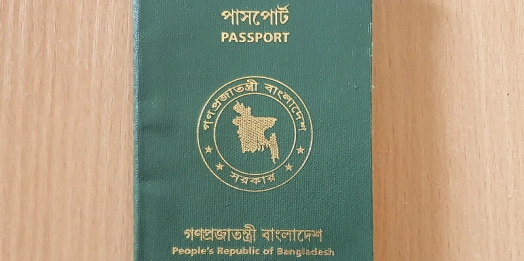 পাসপোর্ট
PASSPORT
গণপ্রজাতন্ত্রী বাংলাদেশ
সরকার
গণপ্রজাতন্ত্রী বাংলাদেশ
People's Republic of Bangladesh